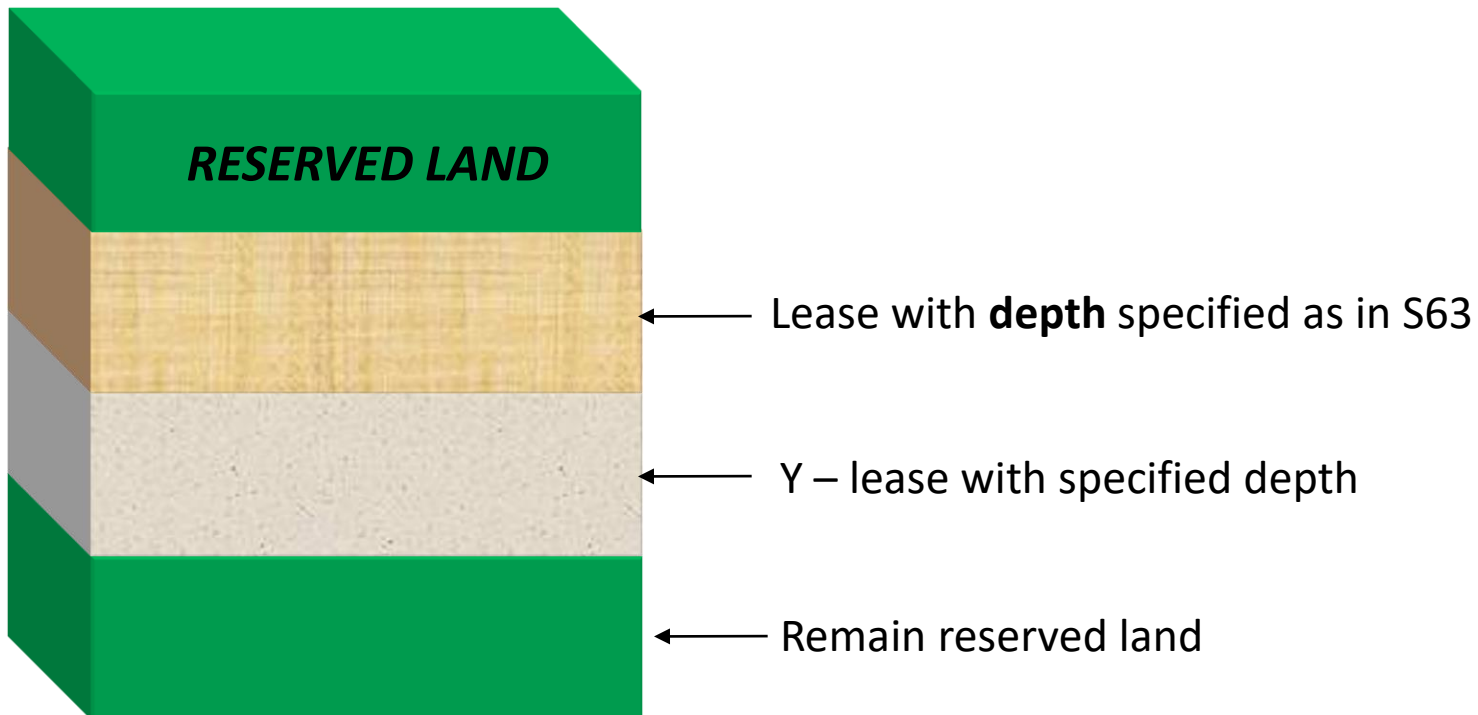 RESERVED LAND
Lease with depth specified as in S63
Y – lease with specified depth
Remain reserved land